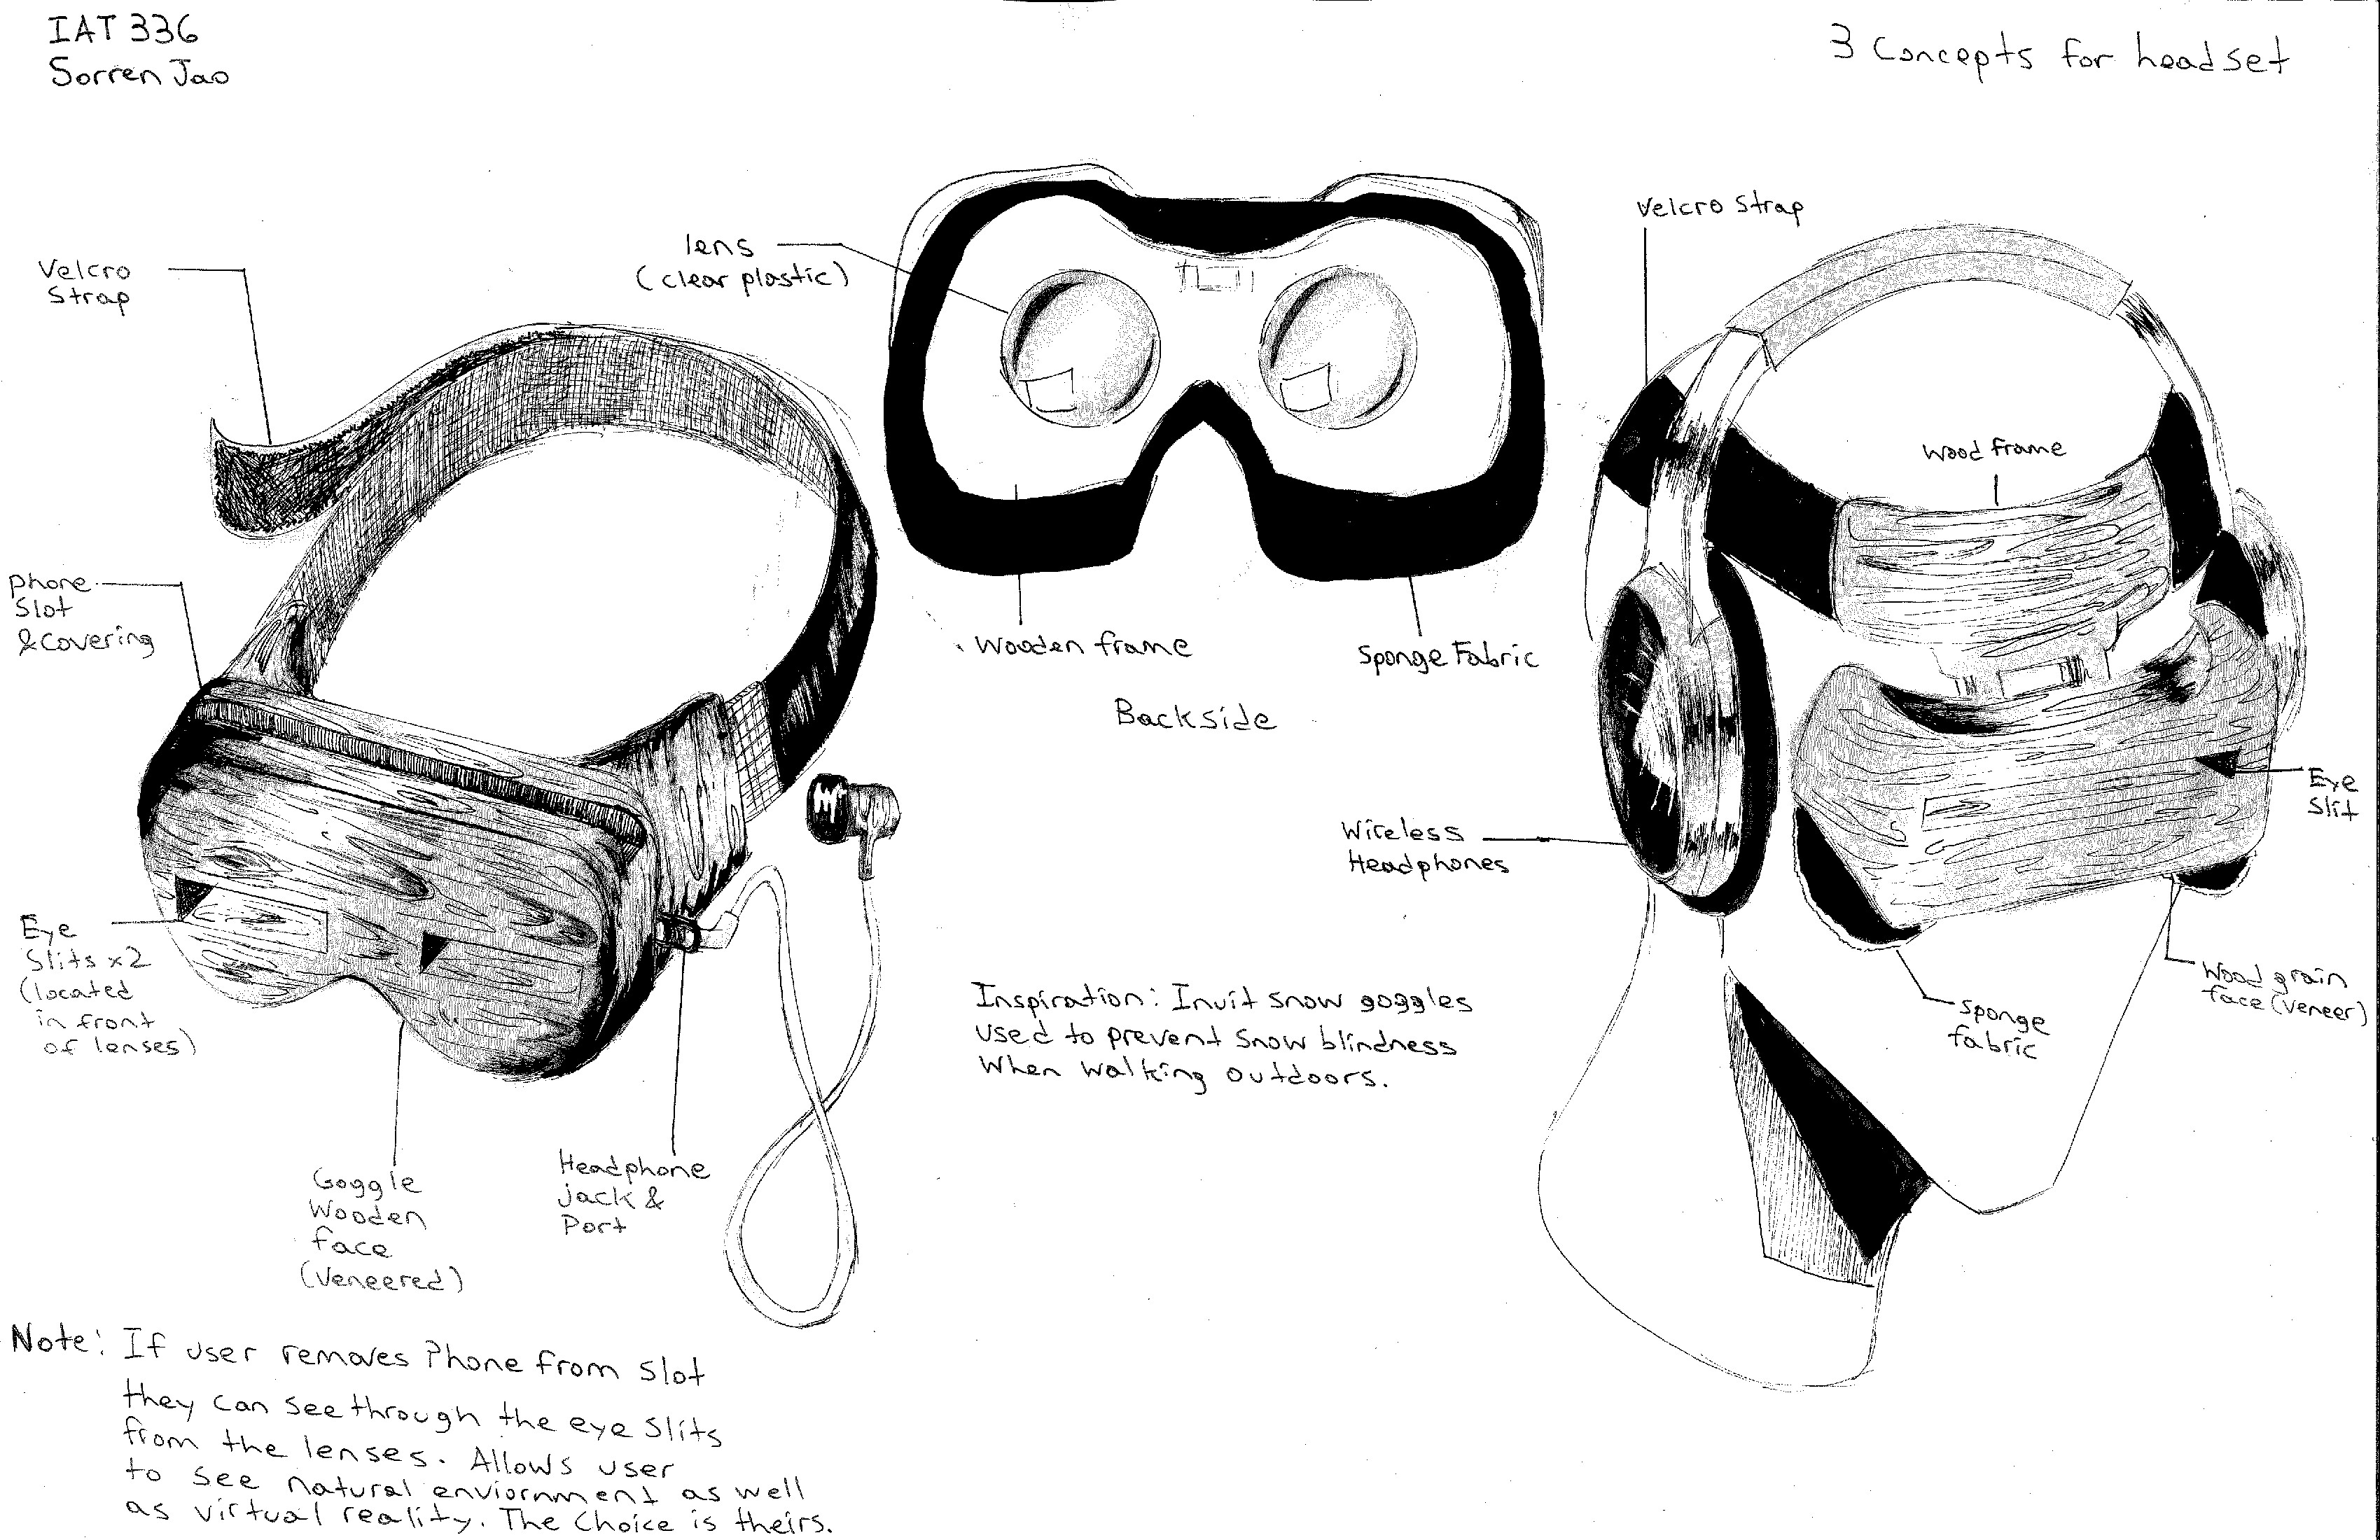 IAT 336
Sorren Jao
3 Concepts for headset
Velcro
Strap
lens
(clear plastic)
Velcro Strap
Wood frame
Phone
Slot
& Covering
Wooden frame
Sponge Fabric
Backside
Eye
Slit
Wireless
Headphones
Eye
Slits x2
(located
in front
of lenses)
Inspiration: Inuit snow goggles
used to prevent snow blindness
when walking outdoors.
Wood grain
face (veneer)
Sponge
fabric
Goggle
Wooden
face
(Veneered)
Headphone
jack &
Port
Note: If user removes Phone from slot
they can see through the eye slits
from the lenses. Allows user
to see natural enviornment as well
as virtual reality. The Choice is theirs.